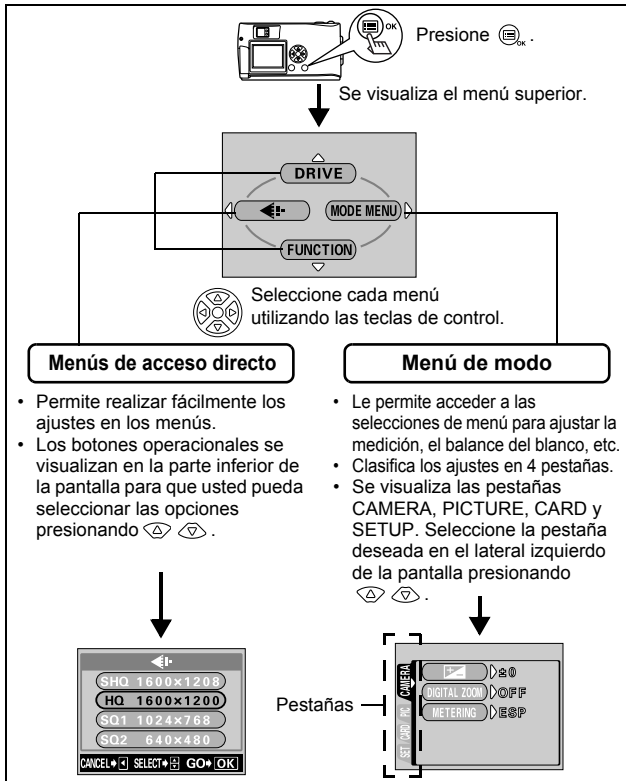 OK
Presione OK .
Se visualiza el menú superior.
DRIVE
MODE MENU
FUNCTION
Seleccione cada menú
utilizando las teclas de control.
Menús de acceso directo
• Permite realizar fácilmente los
ajustes en los menús.
• Los botones operacionales se
visualizan en la parte inferior de
la pantalla para que usted pueda
seleccionar las opciones
presionando .
SHQ 1600×1208
HQ 1600×1200
SQ1 1024×768
SQ2 640×480
CANCEL SELECT GO OK
Menú de modo
• Le permite acceder a las
selecciones de menú para ajustar la
medición, el balance del blanco, etc.
• Clasifica los ajustes en 4 pestañas.
• Se visualiza las pestañas
CAMERA, PICTURE, CARD y
SETUP. Seleccione la pestaña
deseada en el lateral izquierdo
de la pantalla presionando
.
Pestañas
CAMERA
PIC
CARD
SET
±0
DIGITAL ZOOM OFF
METERING ESP